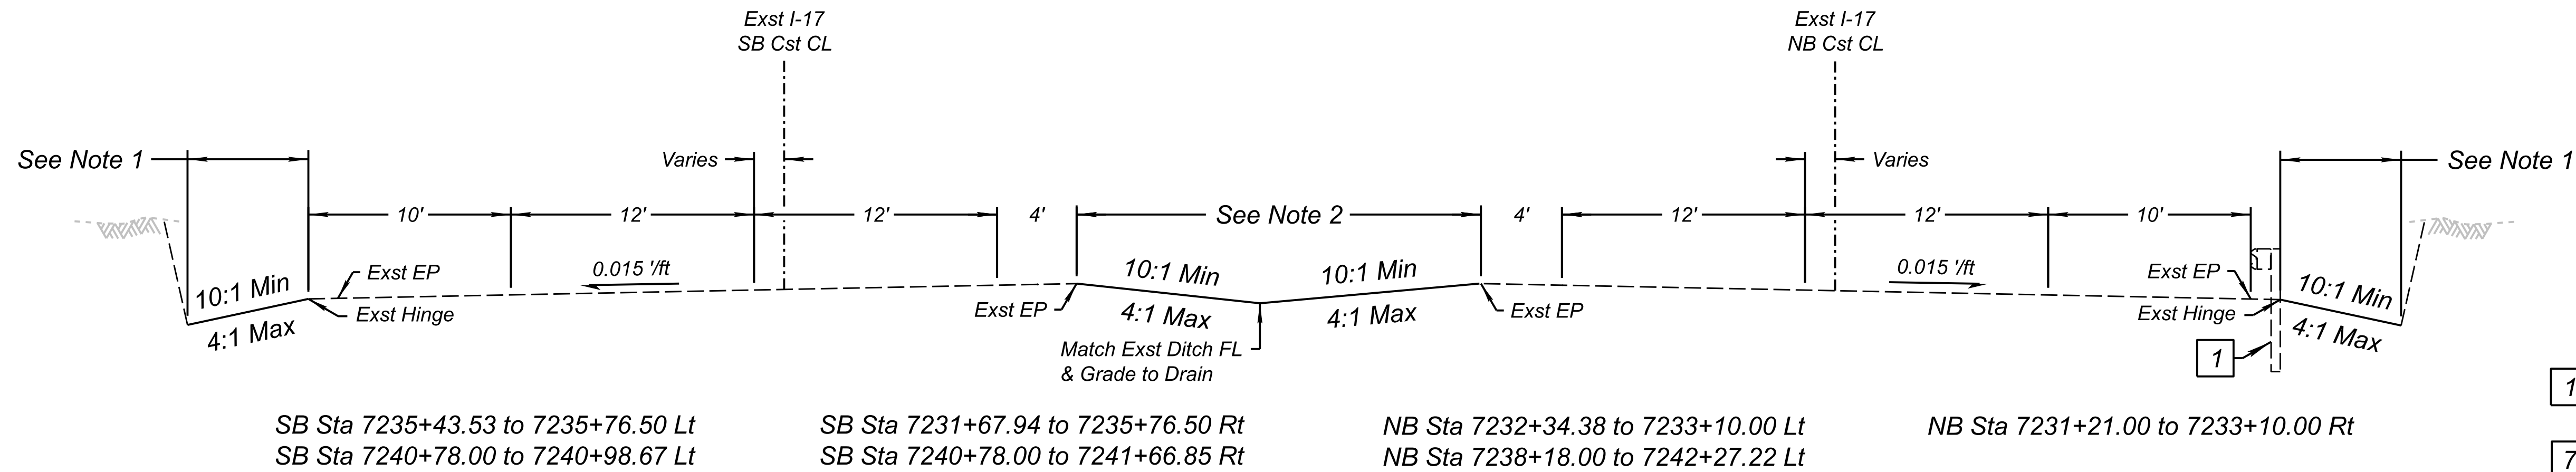 Exst I-17
SB Cst CL
Exst I-17
NB Cst CL
See Note 1
Varies
Varies
See Note 1
10'
12'
12'
4'
See Note 2
4'
12'
12'
10'
10:1 Min
4:1 Max
Exst EP
Exst Hinge
0.015 '/ft
Exst EP
10:1 Min
4:1 Max
10:1 Min
4:1 Max
Match Exst Ditch FL
& Grade to Drain
Exst EP
0.015 '/ft
Exst EP
Exst Hinge
10:1 Min
4:1 Max
1
1
SB Sta 7235+43.53 to 7235+76.50 Lt
SB Sta 7240+78.00 to 7240+98.67 Lt
SB Sta 7231+67.94 to 7235+76.50 Rt
SB Sta 7240+78.00 to 7241+66.85 Rt
NB Sta 7232+34.38 to 7233+10.00 Lt
NB Sta 7238+18.00 to 7242+27.22 Lt
NB Sta 7231+21.00 to 7233+10.00 Rt
7